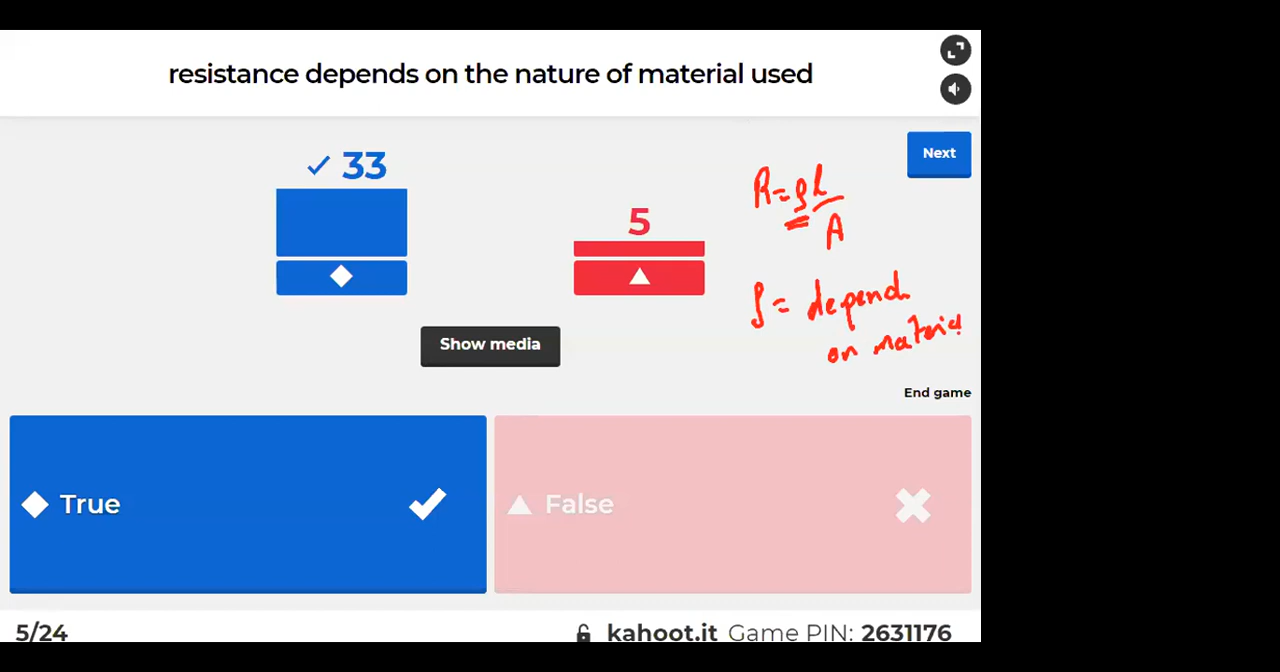 resistance depends on the nature of material used
33
Next
5
R=ρl
A
ρ= depend
on material
Show media
End game
True
False
5/24
kahoot.it Game PIN: 2631176